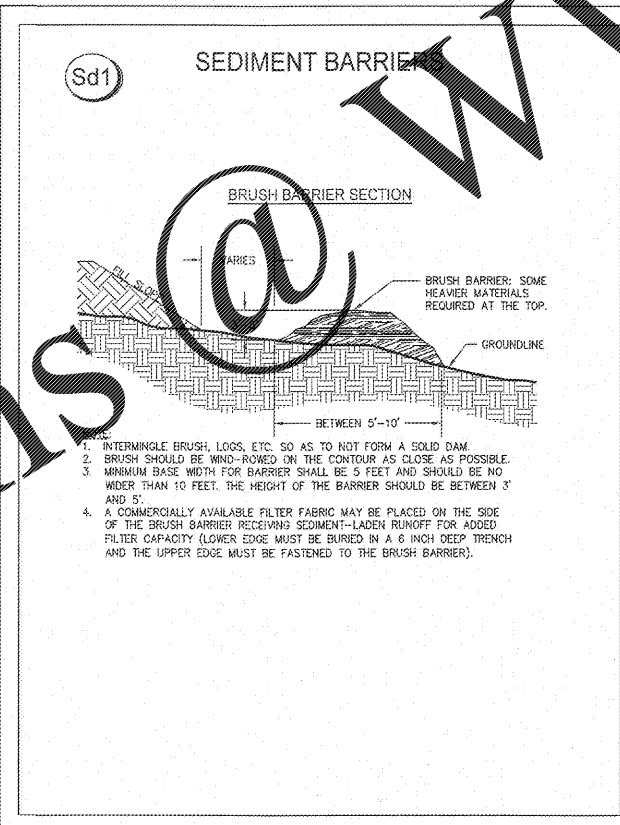 Sd1
SEDIMENT BARRIERS
BRUSH BARRIER SECTION
VARIES
FILL SLOPE
BRUSH BARRIER: SOME
HEAVIER MATERIALS
REQUIRED AT THE TOP.
GROUNDLINE
BETWEEN 5'-10'
1. INTERMINGLE BRUSH, LOGS, ETC. SO AS TO NOT FORM A SOLID DAM.
2. BRUSH SHOULD BE WIND-ROWED ON THE CONTOUR AS CLOSE AS POSSIBLE.
3. MINIMUM BASE WIDTH FOR BARRIER SHALL BE 5 FEET AND SHOULD BE NO
WIDER THAN 10 FEET. THE HEIGHT OF THE BARRIER SHOULD BE BETWEEN 3'
AND 5'.
4. A COMMERCIALLY AVAILABLE FILTER FABRIC MAY BE PLACED ON THE SIDE
OF THE BRUSH BARRIER RECEIVING SEDIMENT-LADEN RUNOFF FOR ADDED
FILTER CAPACITY (LOWER EDGE MUST BE BURIED IN A 6 INCH DEEP TRENCH
AND THE UPPER EDGE MUST BE FASTENED TO THE BRUSH BARRIER).
ns @ w